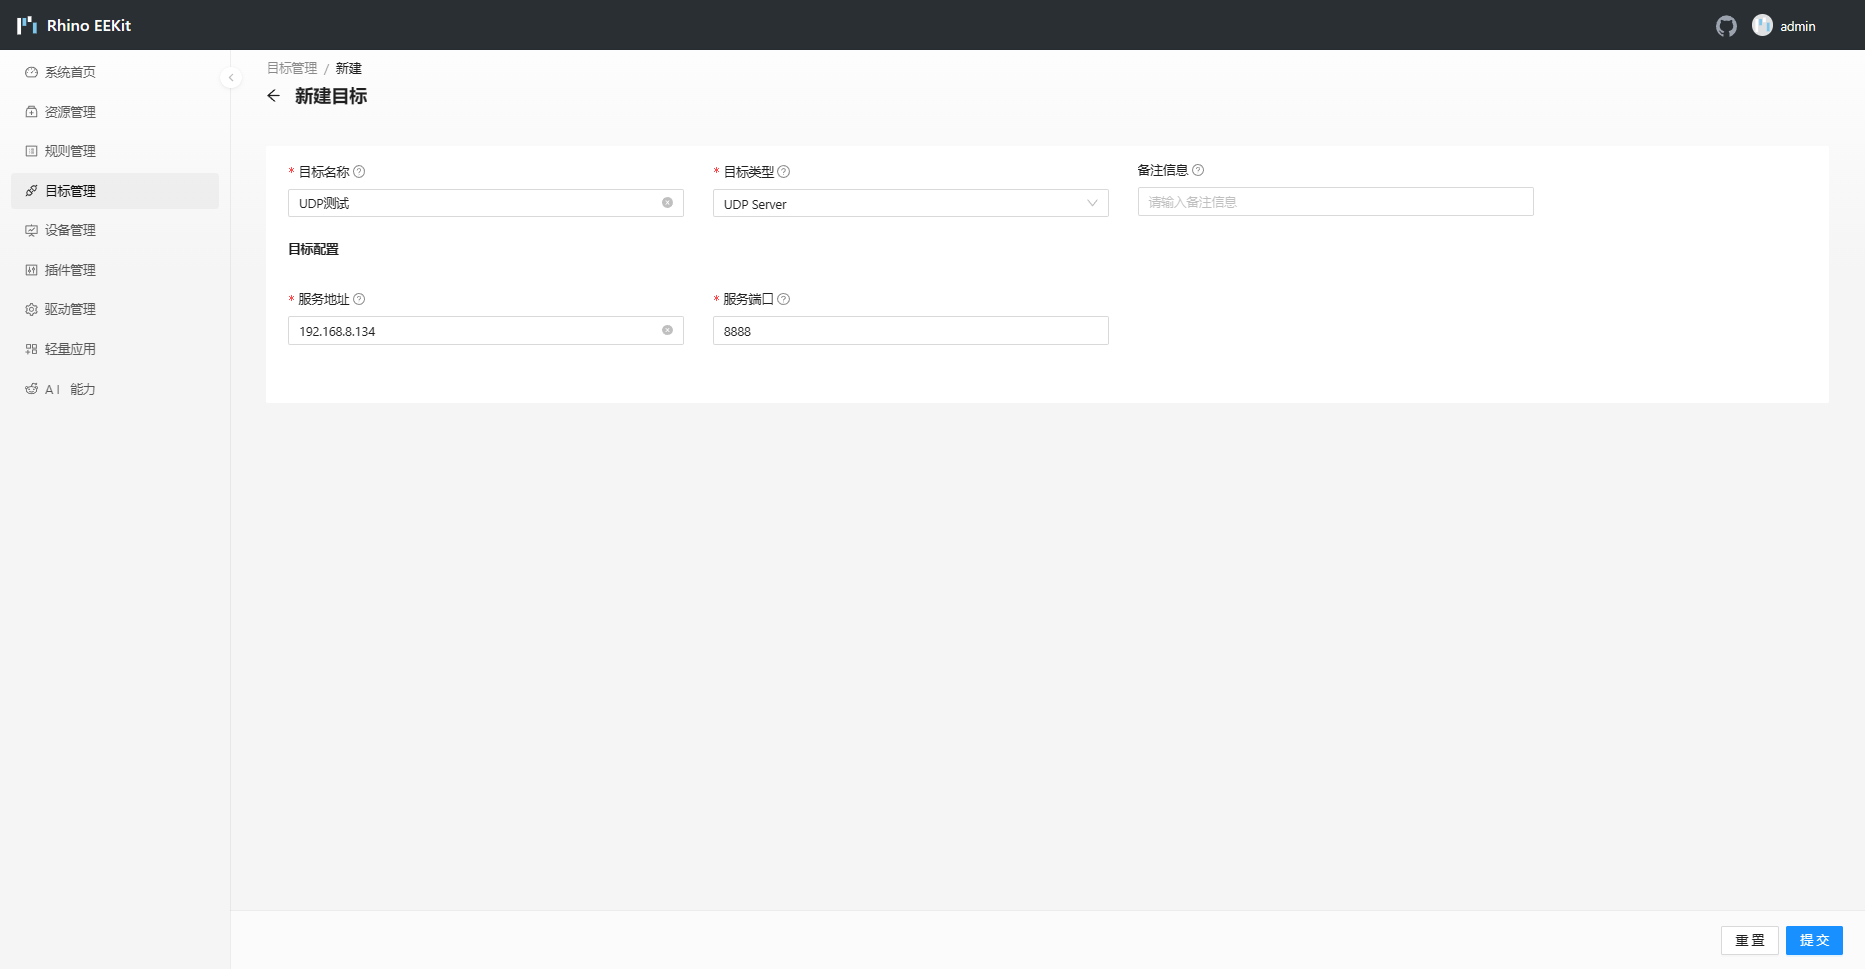 Rhino EEKit
admin
系统首页
资源管理
规则管理
目标管理
设备管理
插件管理
驱动管理
轻量应用
AI 能力
目标管理 / 新建
新建目标
* 目标名称
UDP测试
* 目标类型
UDP Server
备注信息
请输入备注信息
目标配置
* 服务地址
192.168.8.134
* 服务端口
8888
重 置
提 交